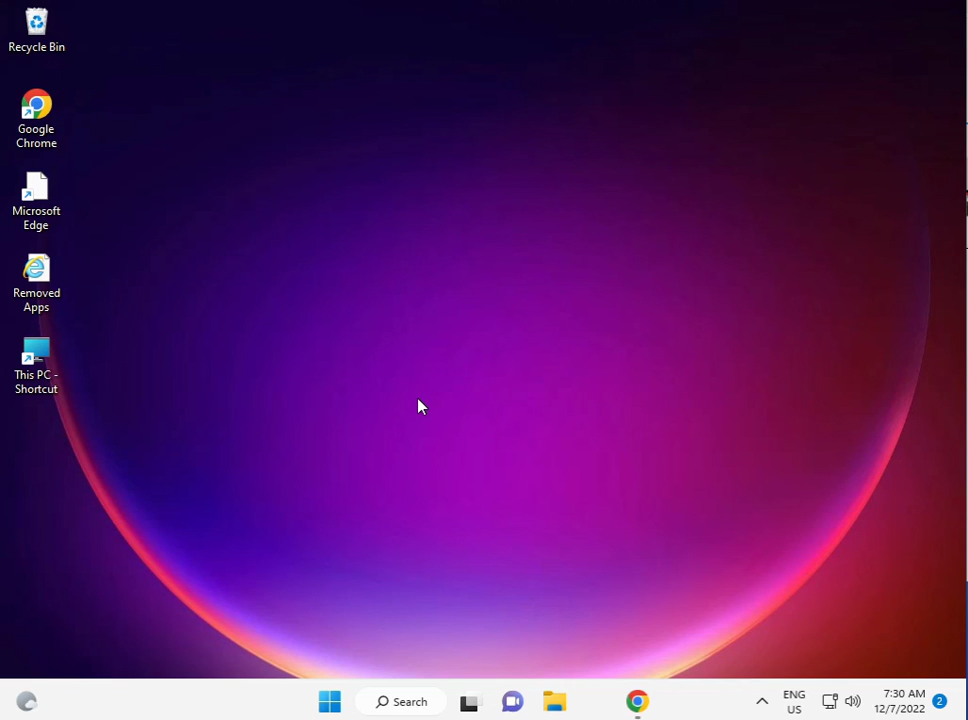 Recycle Bin
Google
Chrome
Microsoft
Edge
Removed
Apps
This PC -
Shortcut
Search
ENG
US
7:30 AM
12/7/2022
2